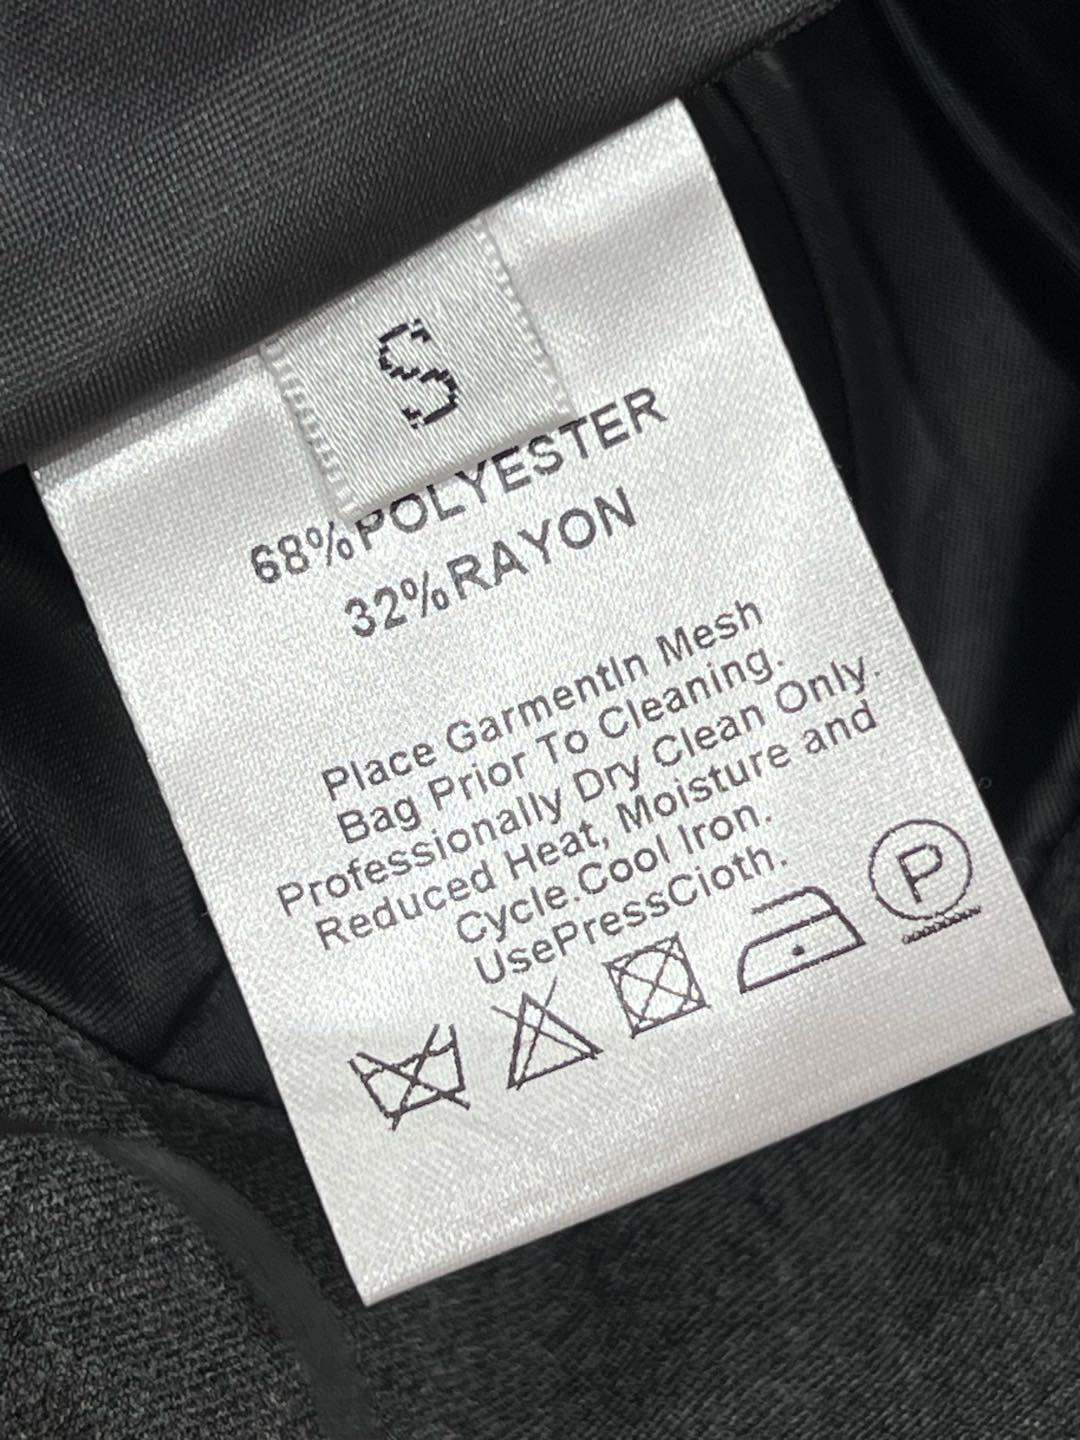 S
68%POLYESTER
32%RAYON
Place GarmentIn Mesh
Bag Prior To Cleaning.
Professionally Dry Clean Only.
Reduced Heat, Moisture and
Cycle.Cool Iron.
UsePressCioth.
P